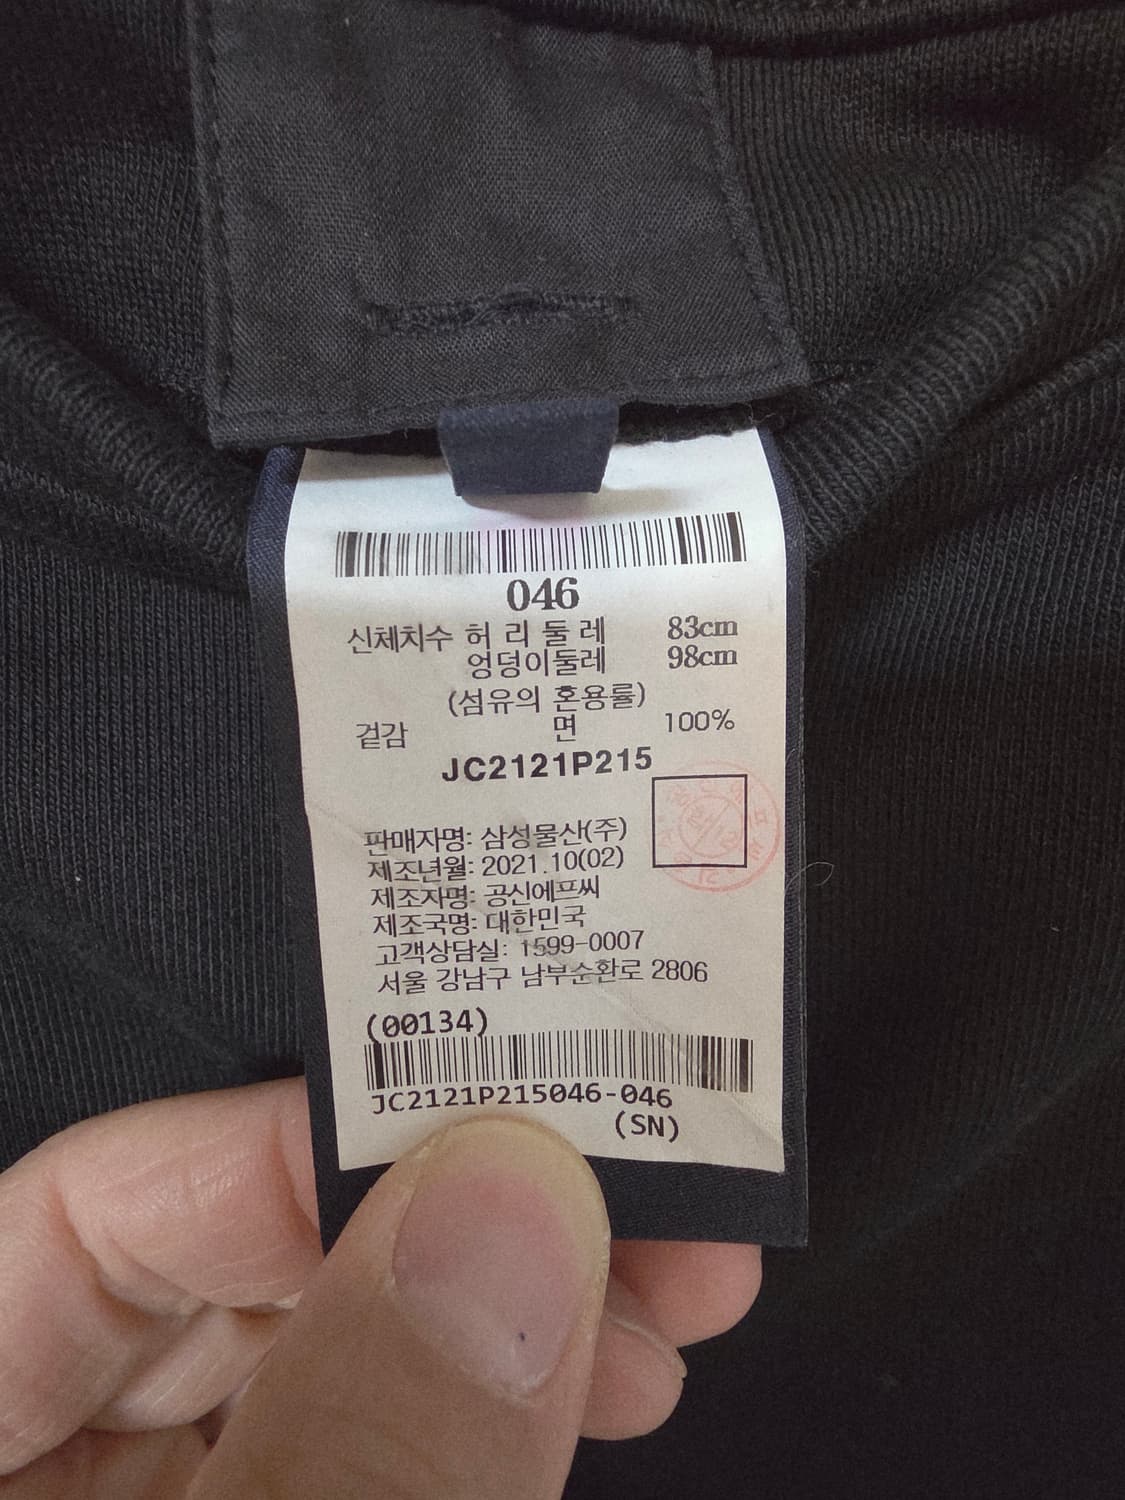 046
신체치수 허 리 둘 레 83cm
엉덩이둘레 98cm
(섬유의 혼용률)
겉감 면 100%
JC2121P215
판매자명: 삼성물산(주)
제조년월: 2021.10(02)
제조자명: 공신에프씨
제조국명: 대한민국
고객상담실: 1599-0007
서울 강남구 남부순환로 2806
(00134)
JC2121P215046-046
(SN)